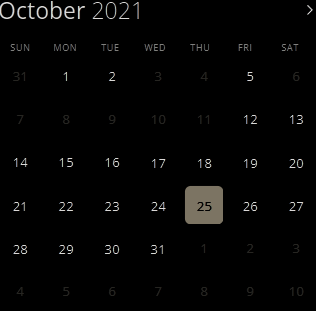 October 2021
SUN MON TUE WED THU FRI SAT
31 1 2 3 4 5 6
7 8 9 10 11 12 13
14 15 16 17 18 19 20
21 22 23 24 25 26 27
28 29 30 31 1 2 3
4 5 6 7 8 9 10